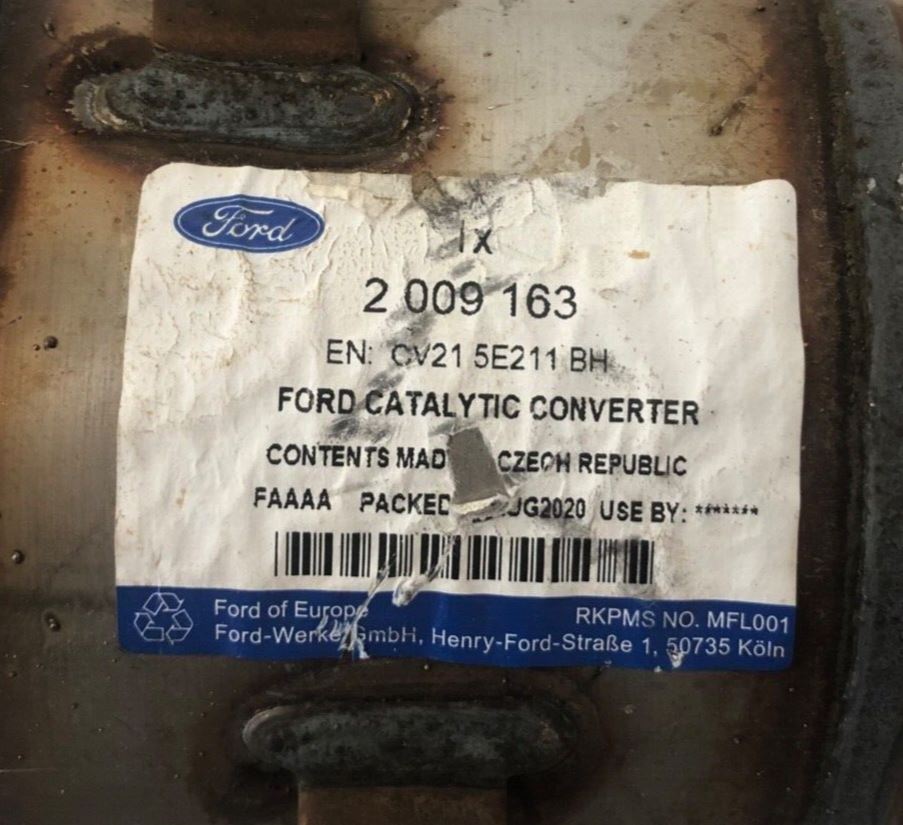 Ford
1x
2 009 163
EN: CV21 5E211 BH
FORD CATALYTIC CONVERTER
CONTENTS MAD CZECH REPUBLIC
FAAAA PACKED UG2020 USE BY: *******
Ford of Europe RKPMS NO. MFL001
Ford-Werke GmbH, Henry-Ford-Straße 1, 50735 Köln